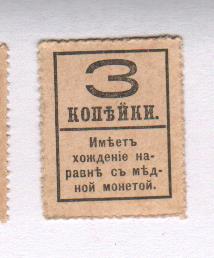 3
КОПѢЙКИ.
Имѣетъ
хожденіе на-
равнѣ съ мѣд-
ной монетой.